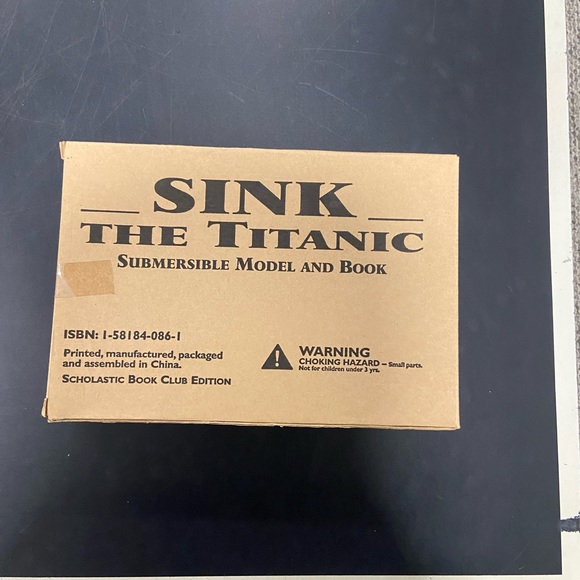 SINK
THE TITANIC
SUBMERSIBLE MODEL AND BOOK
ISBN: 1-58184-086-1
Printed, manufactured, packaged
and assembled in China.
SCHOLASTIC BOOK CLUB EDITION
WARNING
CHOKING HAZARD – Small parts.
Not for children under 3 yrs.